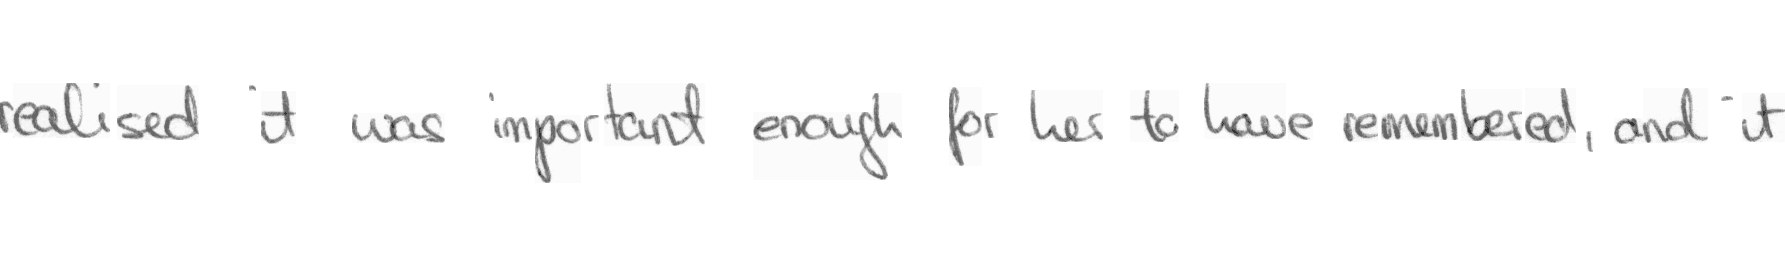 realised it was important enough for her to have remembered, and it